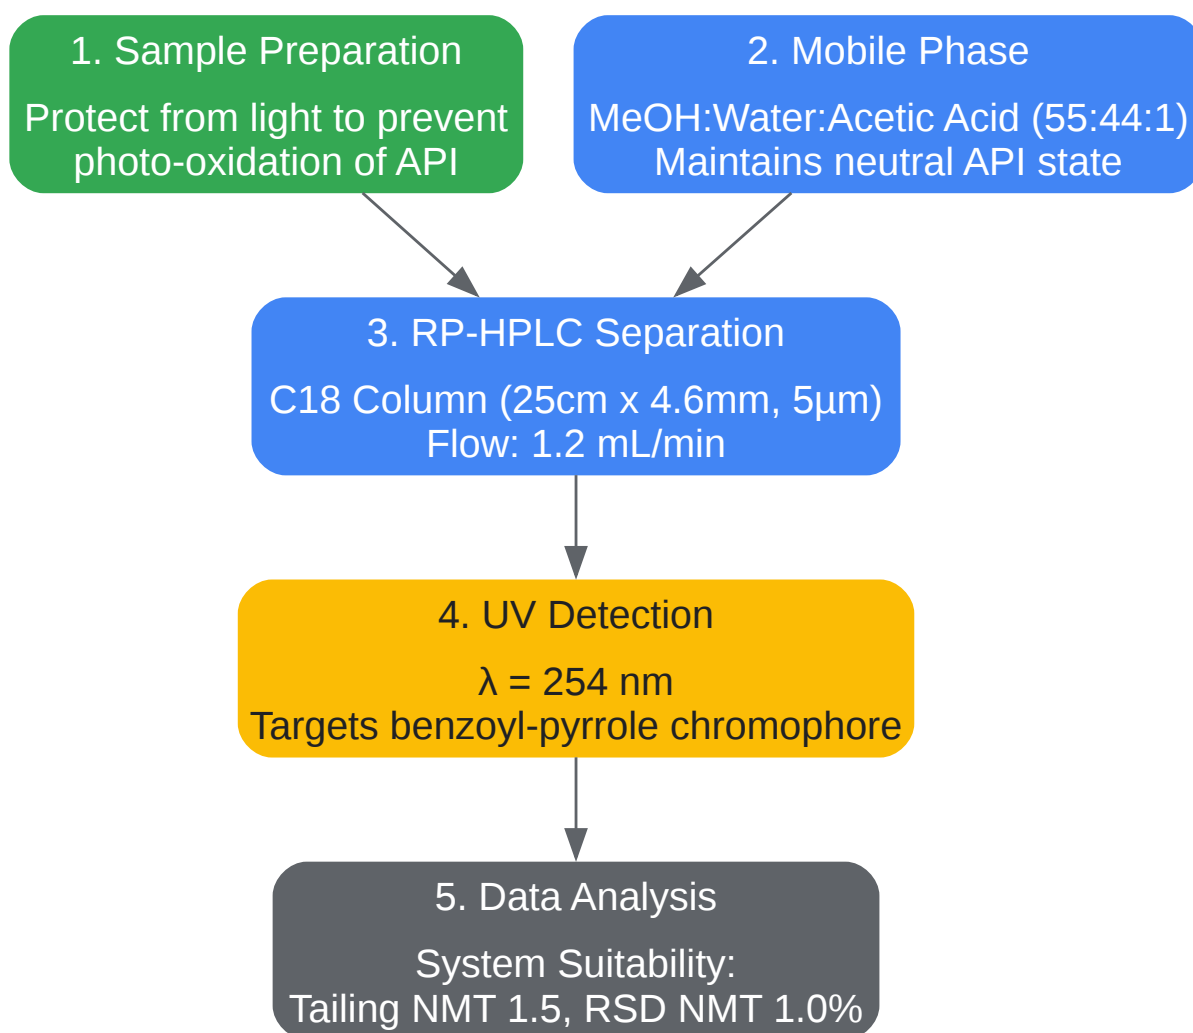 1. Sample Preparation
Protect from light to prevent
photo-oxidation of API
2. Mobile Phase
MeOH:Water:Acetic Acid (55:44:1)
Maintains neutral API state
3. RP-HPLC Separation
C18 Column (25cm x 4.6mm, 5µm)
Flow: 1.2 mL/min
4. UV Detection
λ = 254 nm
Targets benzoyl-pyrrole chromophore
5. Data Analysis
System Suitability:
Tailing NMT 1.5, RSD NMT 1.0%